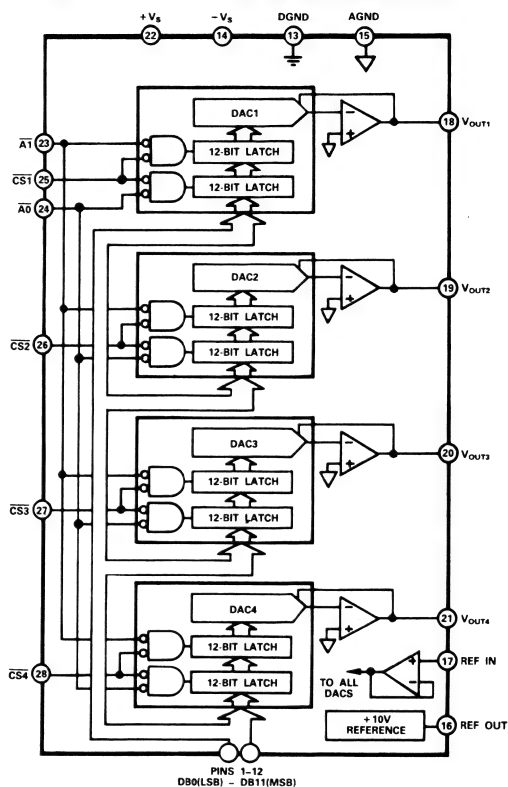 +VS -VS DGND AGND
22 14 13 15
DAC1
VOUT1
18
A1 23
12-BIT LATCH
CS1 25
12-BIT LATCH
A0 24
DAC2
19 VOUT2
12-BIT LATCH
CS2 26
12-BIT LATCH
DAC3
20 VOUT3
12-BIT LATCH
CS3 27
12-BIT LATCH
DAC4
21 VOUT4
12-BIT LATCH
17 REF IN
CS4 28
12-BIT LATCH
TO ALL
DACS
+10V
REFERENCE
16 REF OUT
PINS 1-12
DB0(LSB) - DB11(MSB)